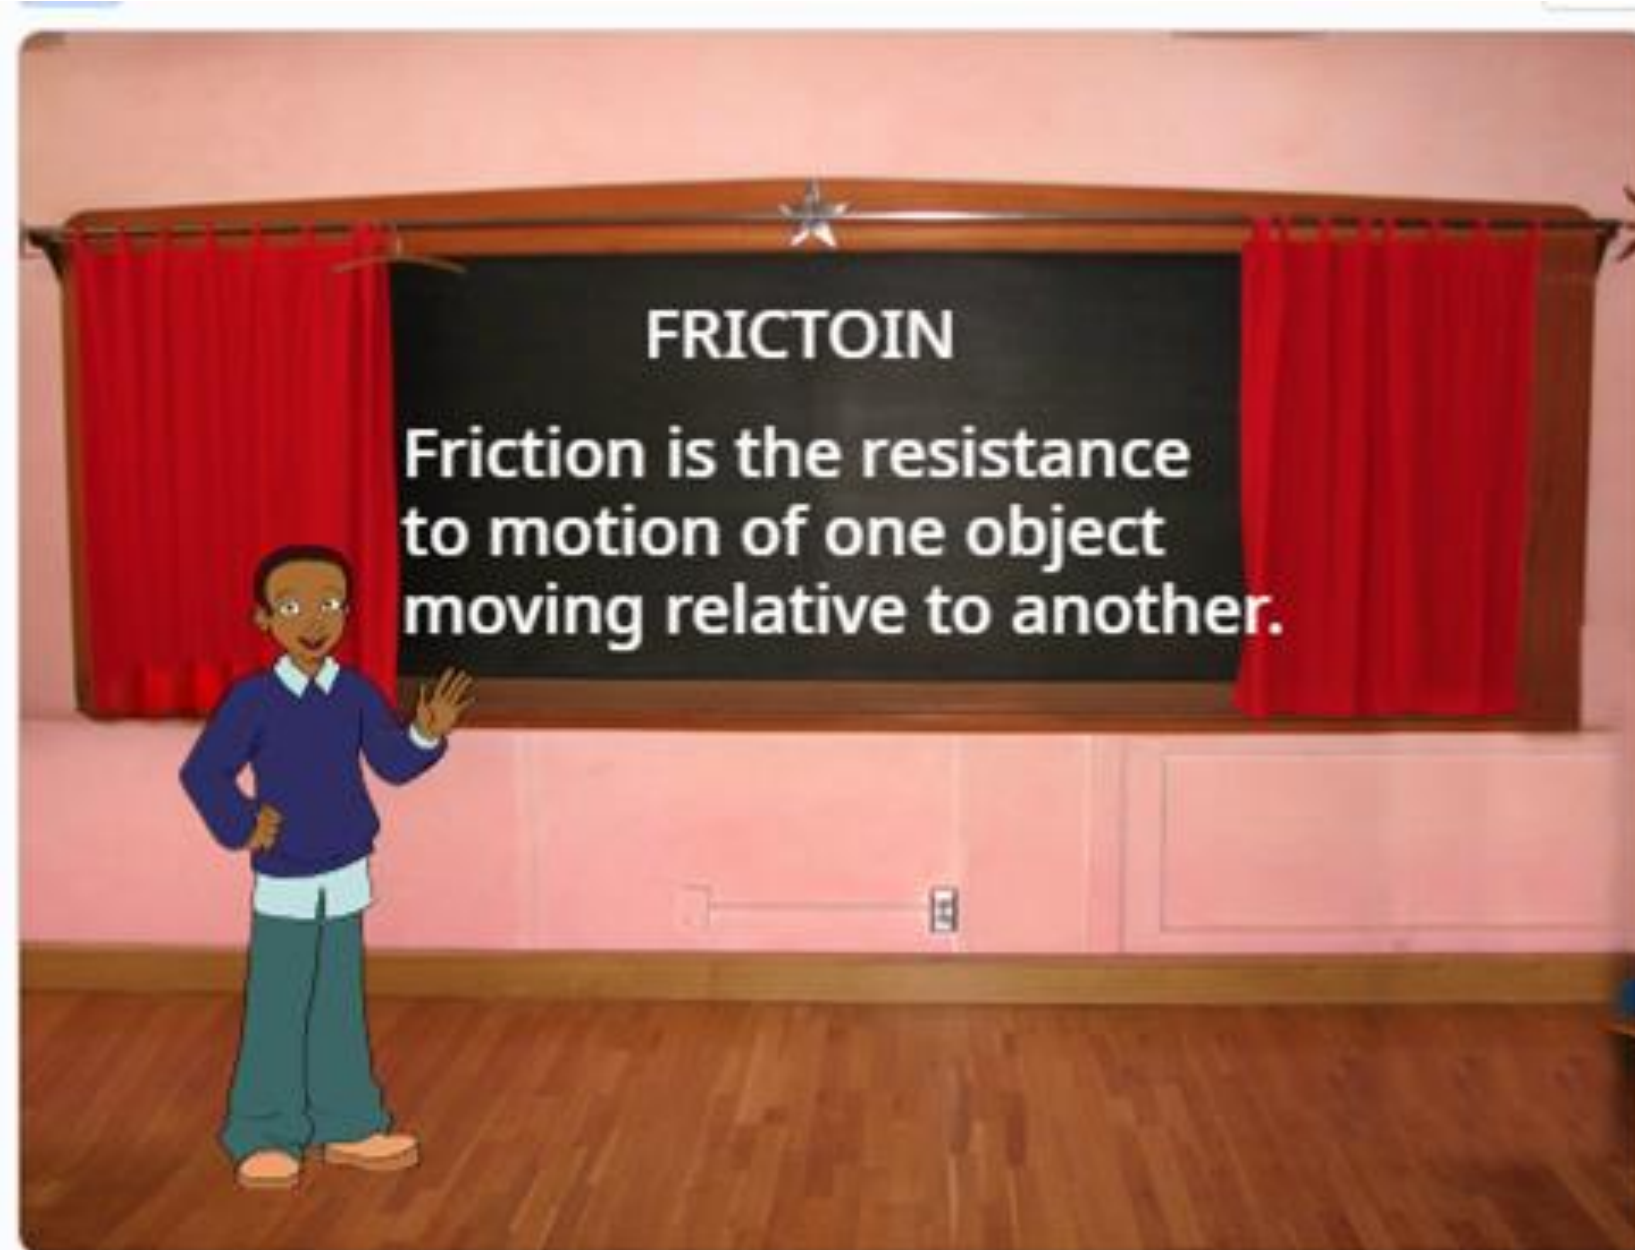 FRICTOIN
Friction is the resistance
to motion of one object
moving relative to another.